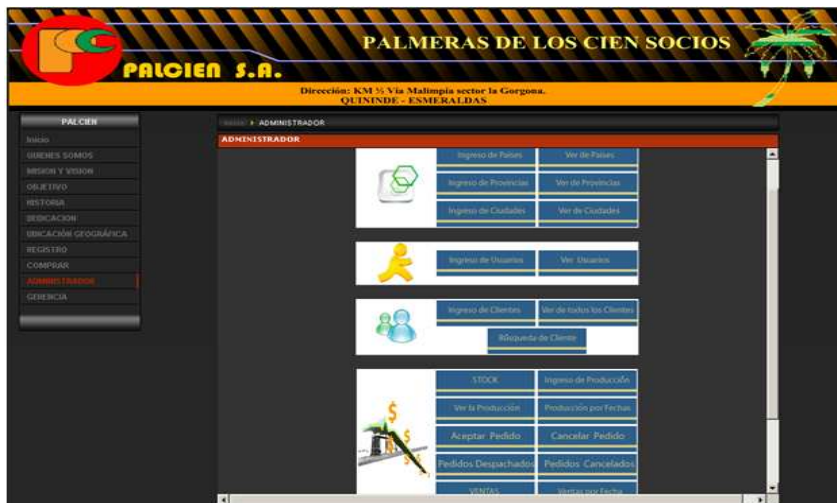 PALMERAS DE LOS CIEN SOCIOS
PALCIEN S.A.
Dirección: KM ½ Vía Malimpia sector la Gorgona.
QUININDE - ESMERALDAS
PALCIEN
Inicio
QUIENES SOMOS
MISION Y VISION
OBJETIVO
HISTORIA
DEDICACION
UBICACIÓN GEOGRÁFICA
REGISTRO
COMPRAR
ADMINISTRADOR
GERENCIA
ADMINISTRADOR
ADMINISTRADOR
Ingreso de Paises Ver de Paises
Ingreso de Provincias Ver de Provincias
Ingreso de Ciudades Ver de Ciudades
Ingreso de Usuarios Ver Usuarios
Ingreso de Clientes Ver de todos los Clientes
Búsqueda de Cliente
STOCK Ingreso de Producción
Ver la Producción Producción por Fechas
Aceptar Pedido Cancelar Pedido
Pedidos Despachados Pedidos Cancelados
VENTAS Ventas por Fecha